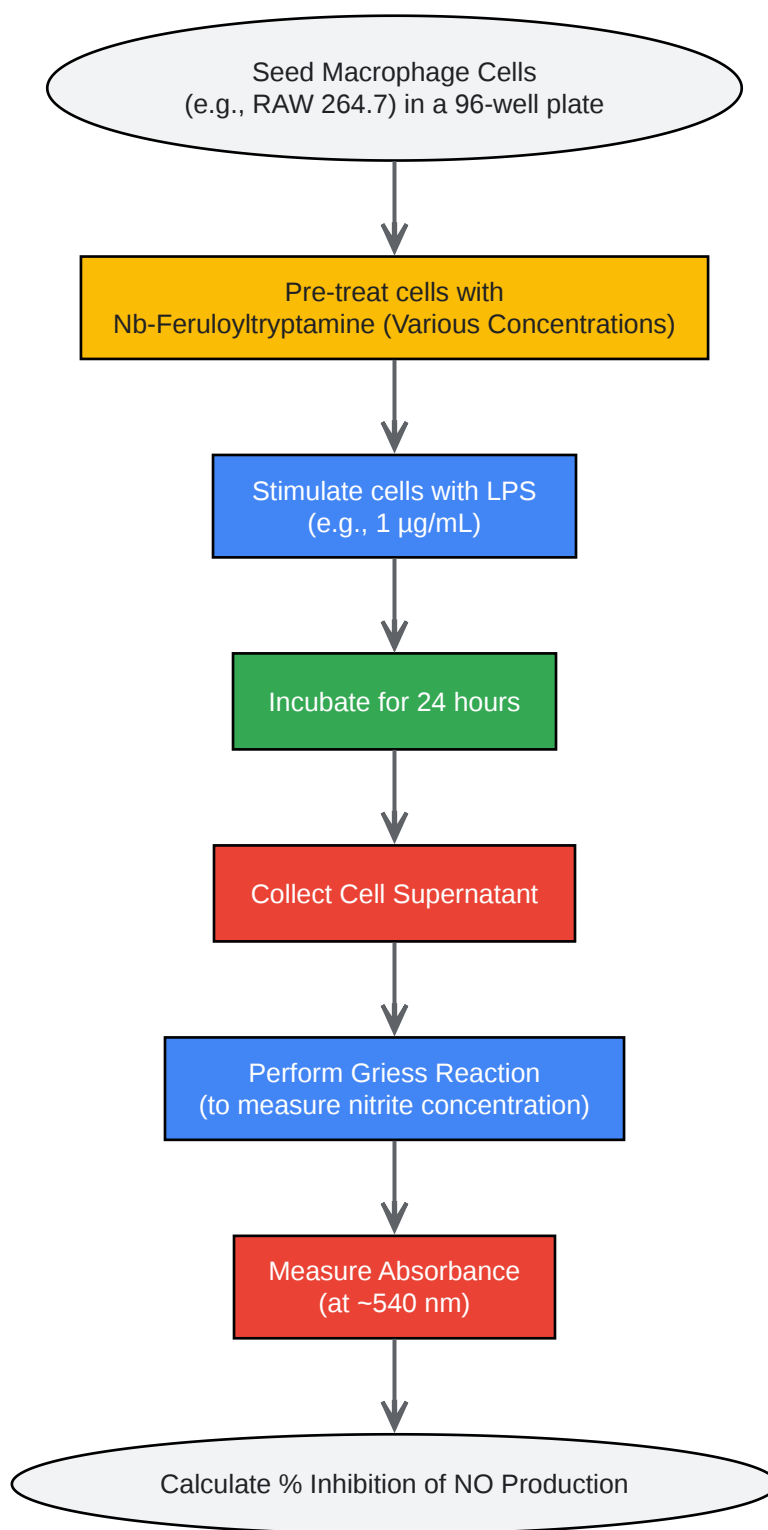 Seed Macrophage Cells
(e.g., RAW 264.7) in a 96-well plate
Pre-treat cells with
Nb-Feruloyltryptamine (Various Concentrations)
Stimulate cells with LPS
(e.g., 1 µg/mL)
Incubate for 24 hours
Collect Cell Supernatant
Perform Griess Reaction
(to measure nitrite concentration)
Measure Absorbance
(at ~540 nm)
Calculate % Inhibition of NO Production